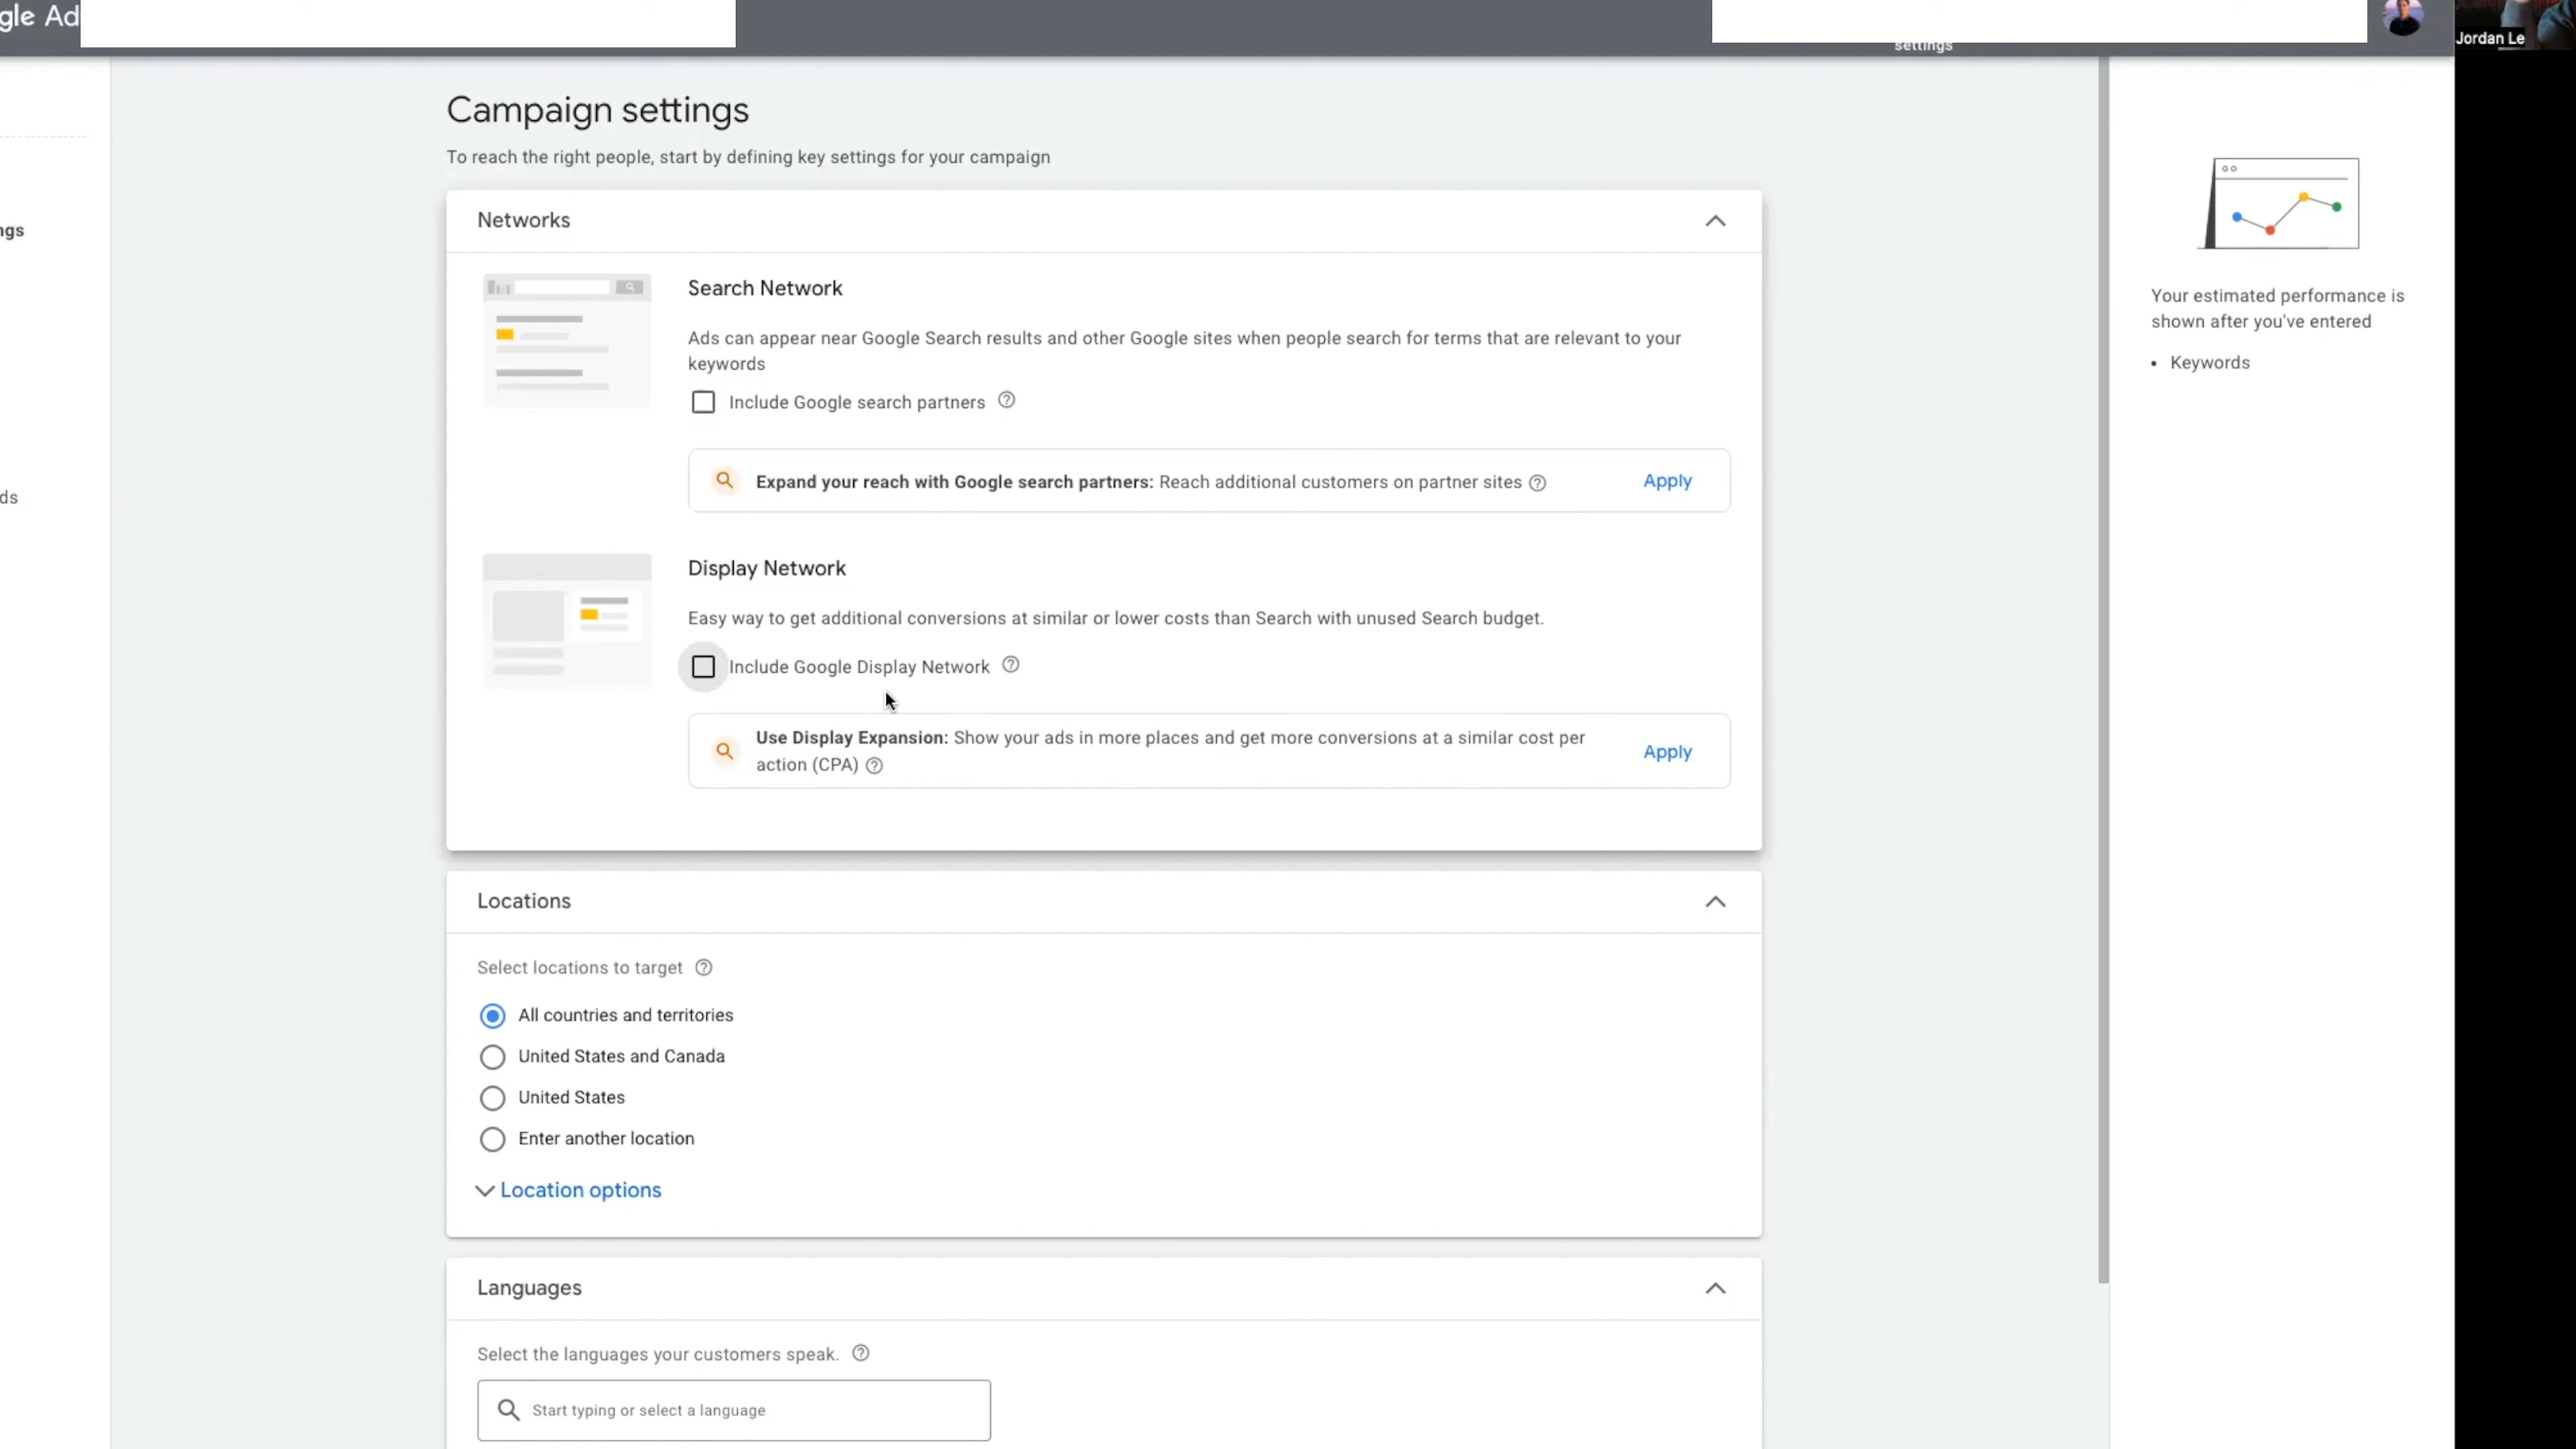 gle Ad
settings
Jordan Le
Campaign settings
To reach the right people, start by defining key settings for your campaign
Networks
ngs
Search Network
Ads can appear near Google Search results and other Google sites when people search for terms that are relevant to your
keywords
Include Google search partners
Expand your reach with Google search partners: Reach additional customers on partner sites
Apply
ds
Display Network
Easy way to get additional conversions at similar or lower costs than Search with unused Search budget.
Include Google Display Network
Use Display Expansion: Show your ads in more places and get more conversions at a similar cost per
action (CPA)
Apply
Locations
Select locations to target
All countries and territories
United States and Canada
United States
Enter another location
Location options
Languages
Select the languages your customers speak.
Start typing or select a language
Your estimated performance is
shown after you've entered
• Keywords